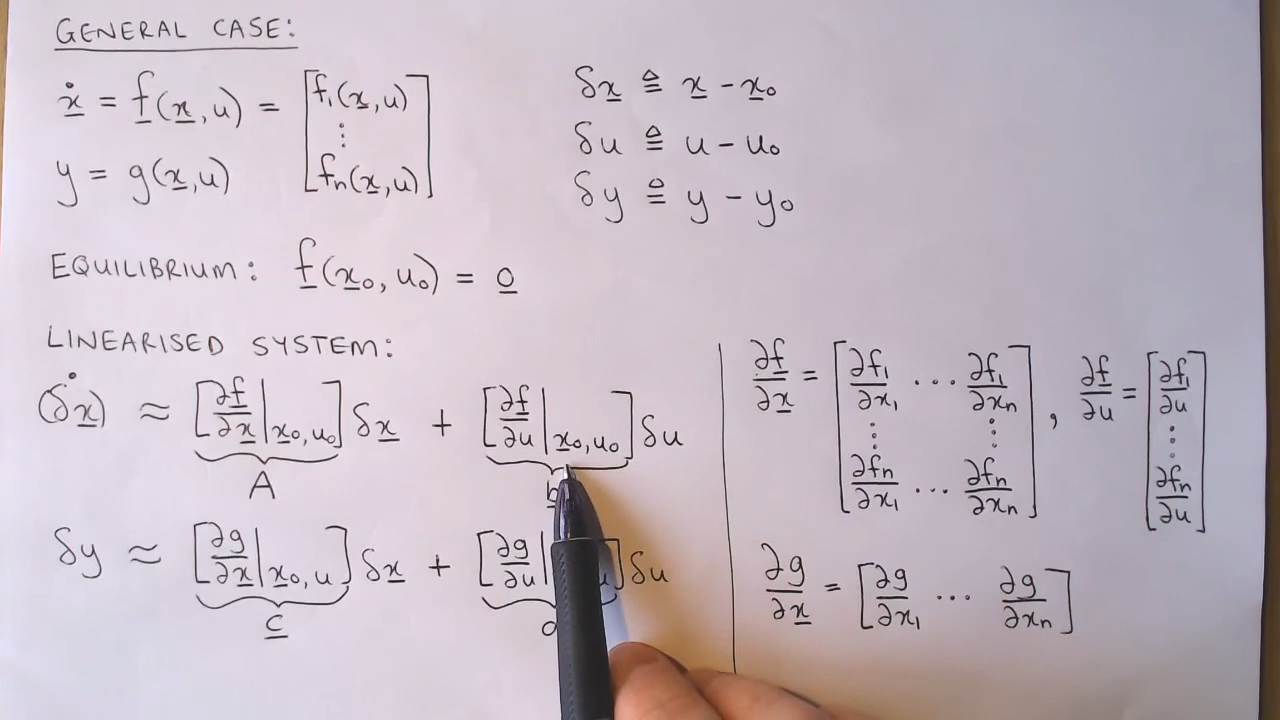 GENERAL CASE:
ẋ = f(x, u) = [f₁(x, u) ⋮ fn(x, u)]
y = g(x, u)
δx ≜ x - x₀
δu ≜ u - u₀
δy ≜ y - y₀
EQUILIBRIUM: f(x₀, u₀) = 0
LINEARISED SYSTEM:
(δẋ) ≈ [∂f/∂x |x₀, u₀] δx + [∂f/∂u |x₀, u₀] δu
A
δy ≈ [∂g/∂x |x₀, u] δx + [∂g/∂u | ] δu
c
∂f/∂x = [∂f₁/∂x₁ ⋯ ∂f₁/∂xn ⋮ ⋮ ∂fn/∂x₁ ⋯ ∂fn/∂xn], ∂f/∂u = [∂f₁/∂u ⋮ ∂fn/∂u]
∂g/∂x = [∂g/∂x₁ ⋯ ∂g/∂xn]